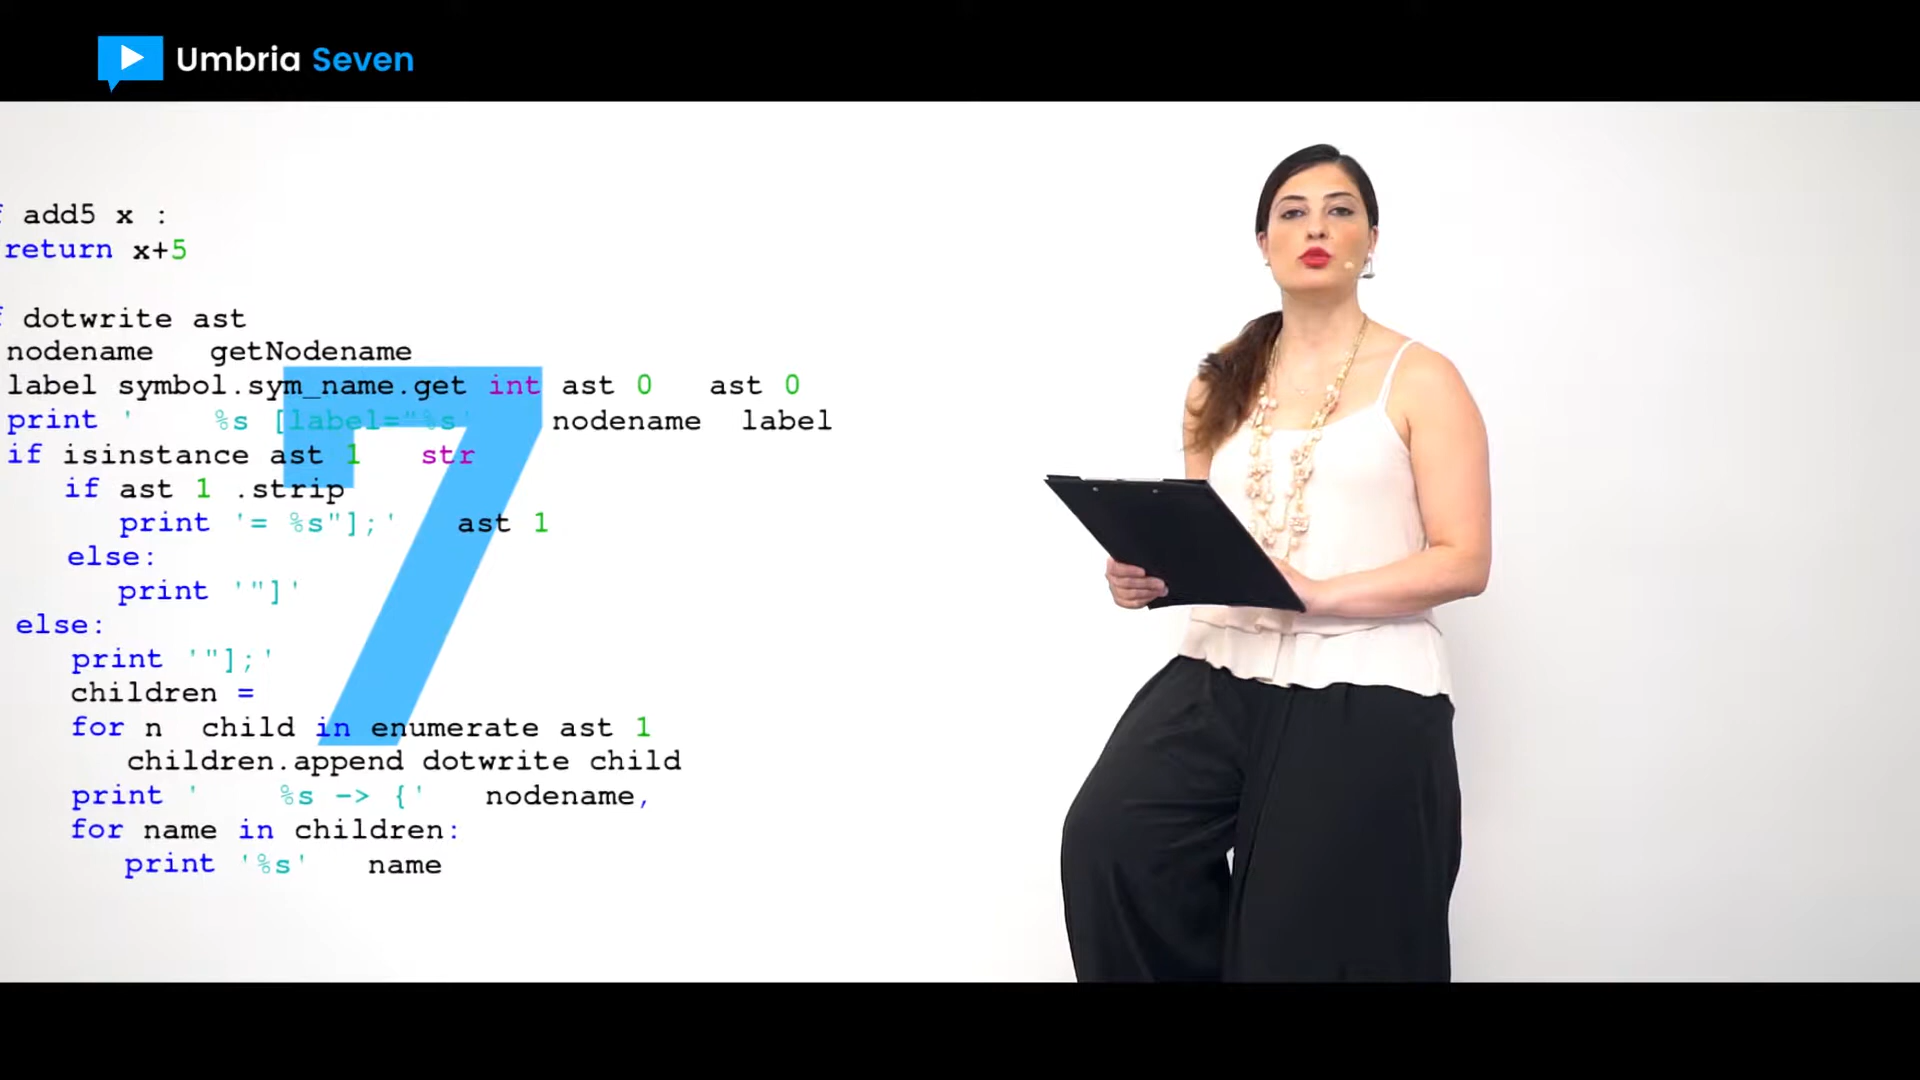 Umbria Seven
add5 x :
return x+5
dotwrite ast
nodename getNodename
label symbol.sym_name.get int ast 0 ast 0
print ' %s [label="%s' nodename label
if isinstance ast 1 str
if ast 1 .strip
print '= %s"];' ast 1
else:
print '"]'
else:
print '"];'
children =
for n child in enumerate ast 1
children.append dotwrite child
print ' %s -> {' nodename,
for name in children:
print '%s' name
7